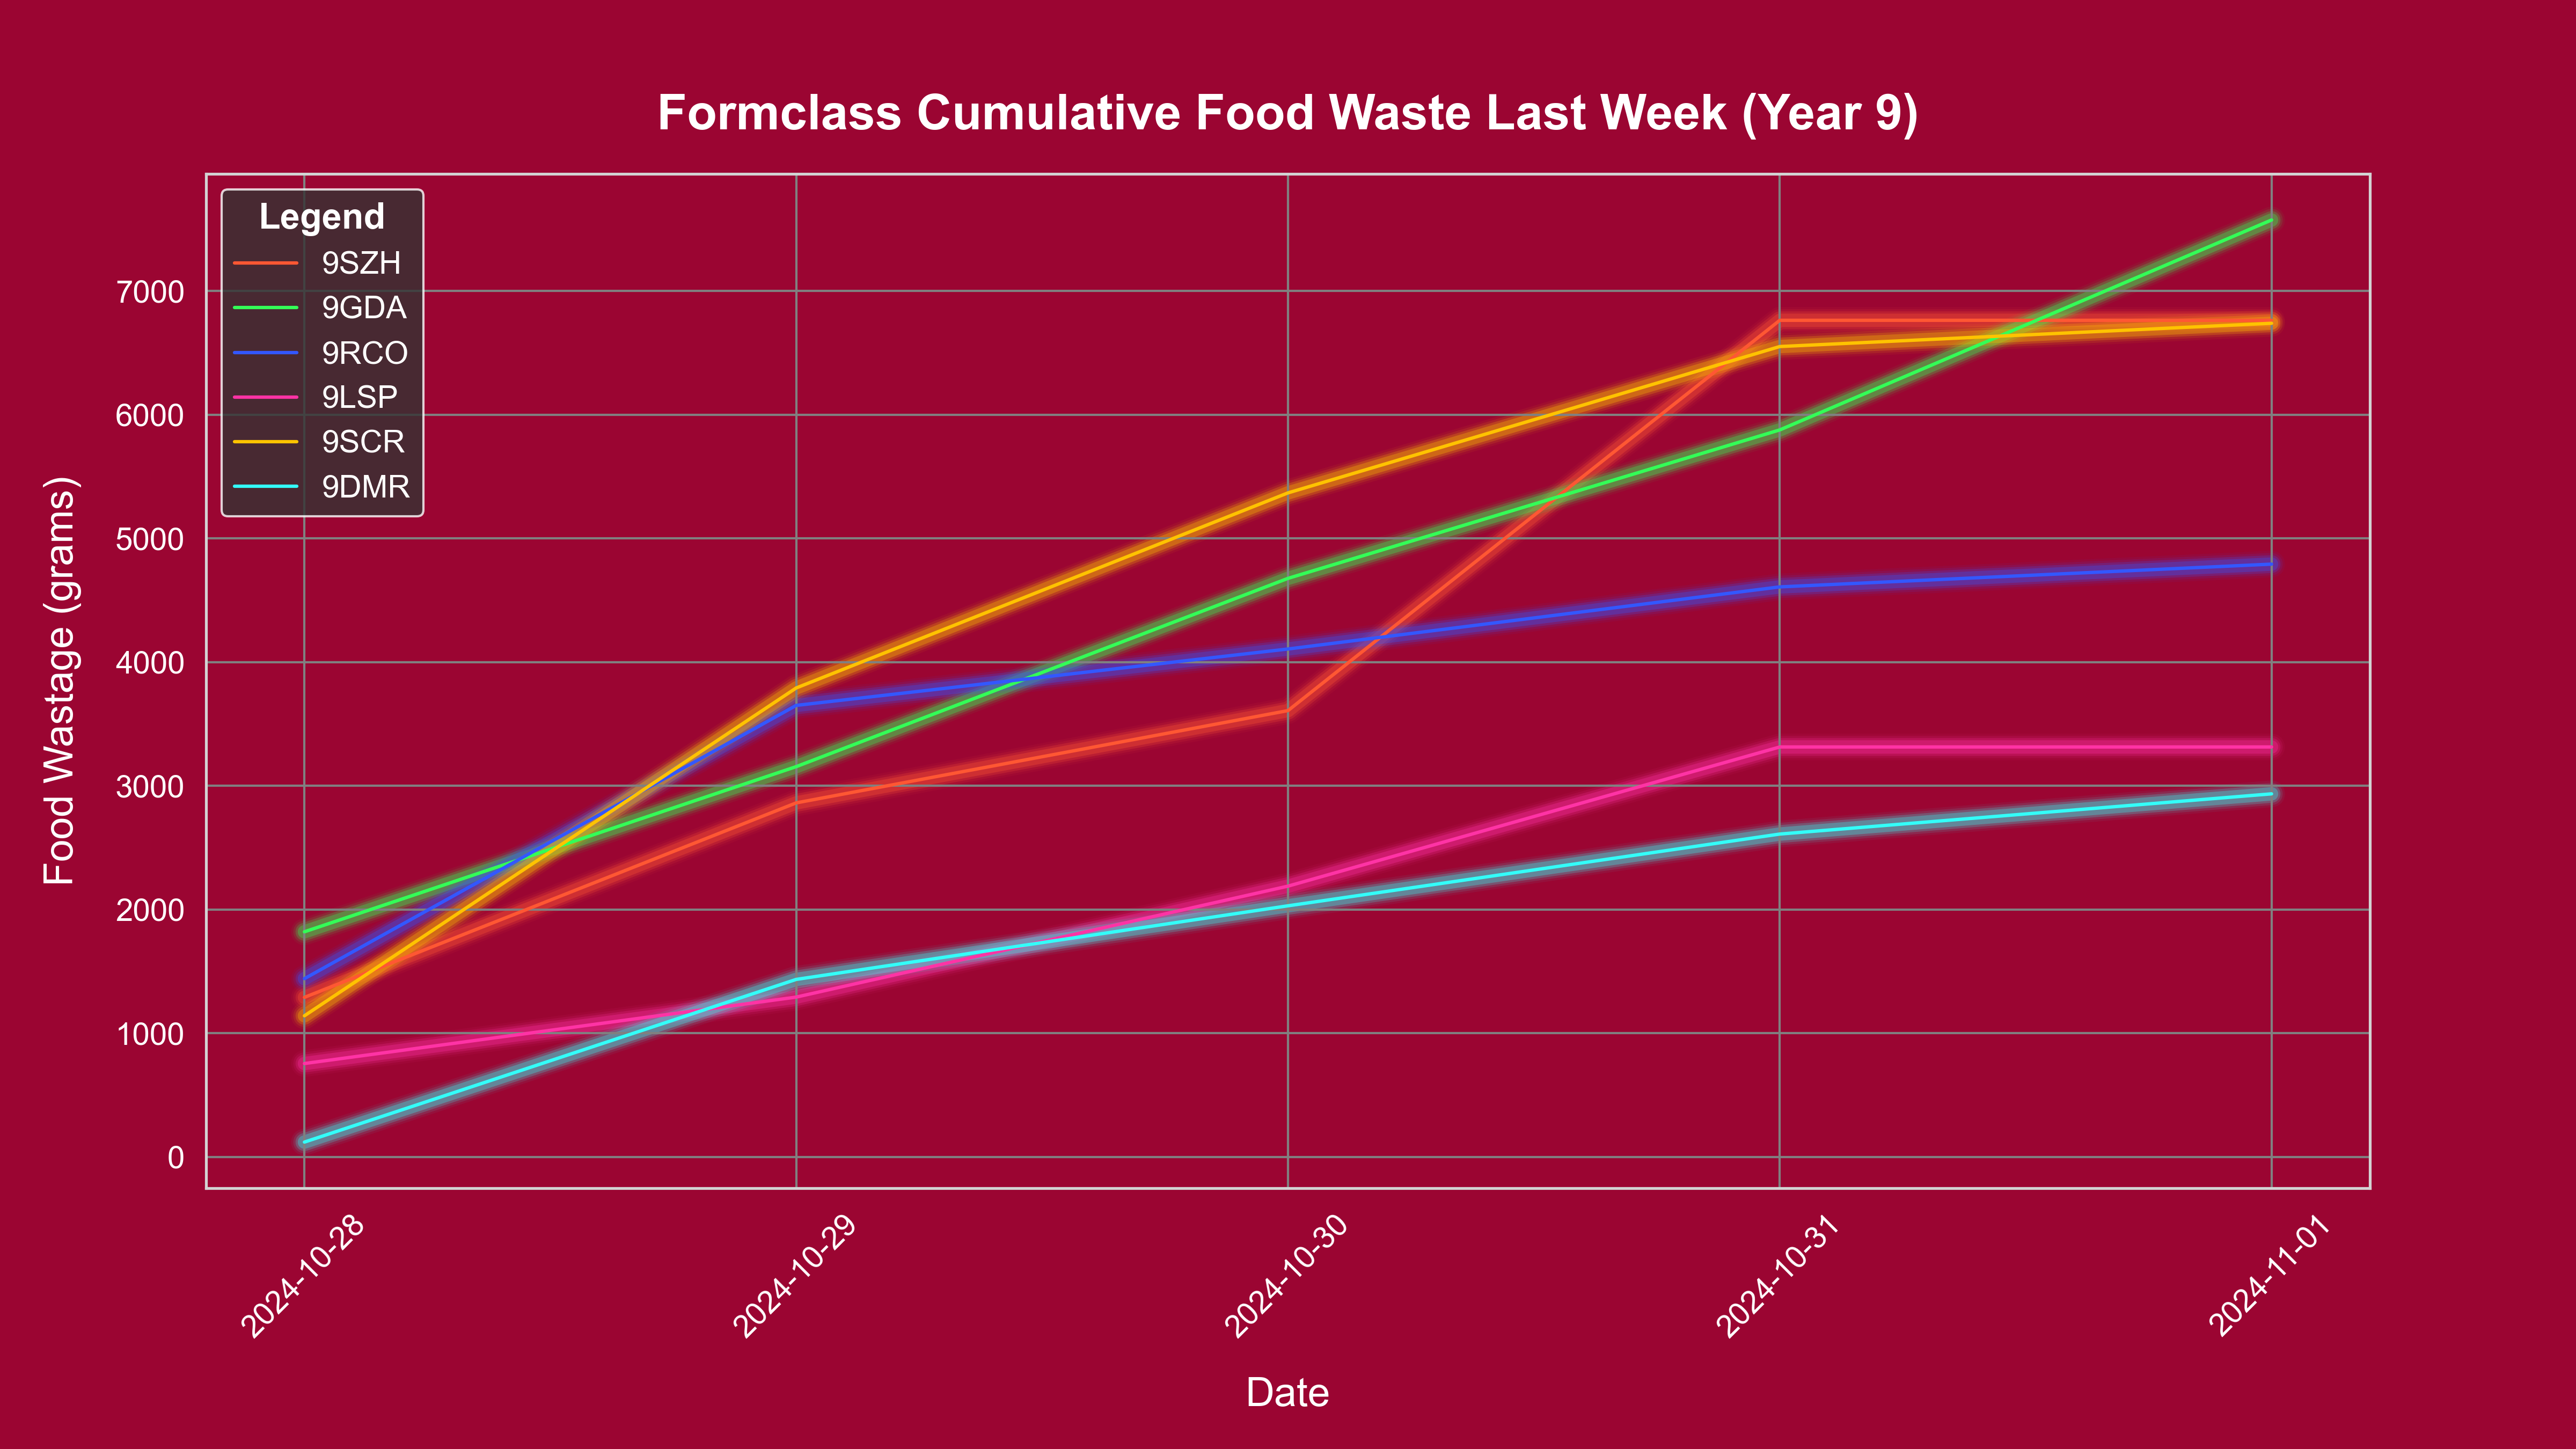 Formclass Cumulative Food Waste Last Week (Year 9)
Legend
9SZH
9GDA
9RCO
9LSP
9SCR
9DMR
Food Wastage (grams)
7000
6000
5000
4000
3000
2000
1000
0
2024-10-28
2024-10-29
2024-10-30
2024-10-31
2024-11-01
Date